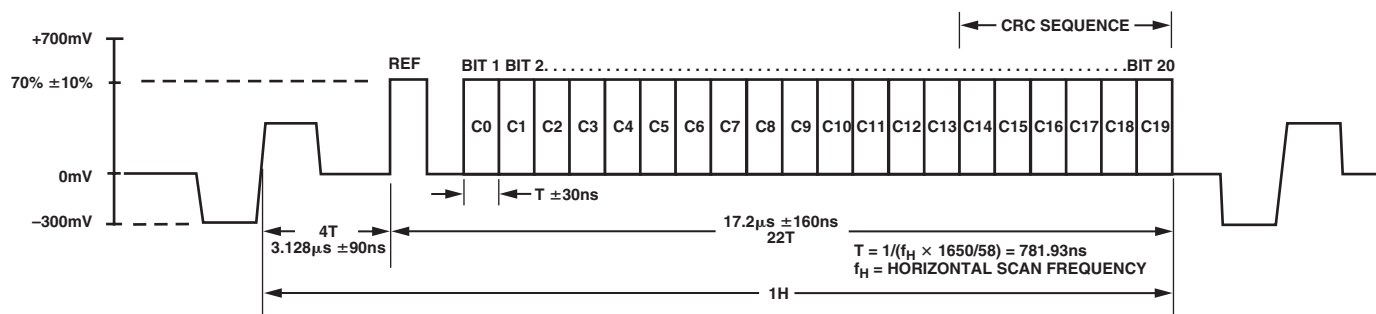 CRC SEQUENCE
+700mV
REF
BIT 1 BIT 2. . . . . . . . . . . . . . . . . . . . . . . . . . . . . . . . . . . . . . . . . . . . . . . . . . . . . . . . . . .BIT 20
70% ±10%
C0 C1 C2 C3 C4 C5 C6 C7 C8 C9 C10 C11 C12 C13 C14 C15 C16 C17 C18 C19
0mV
T ±30ns
–300mV
4T
3.128µs ±90ns
17.2µs ±160ns
22T
T = 1/(fH × 1650/58) = 781.93ns
fH = HORIZONTAL SCAN FREQUENCY
1H